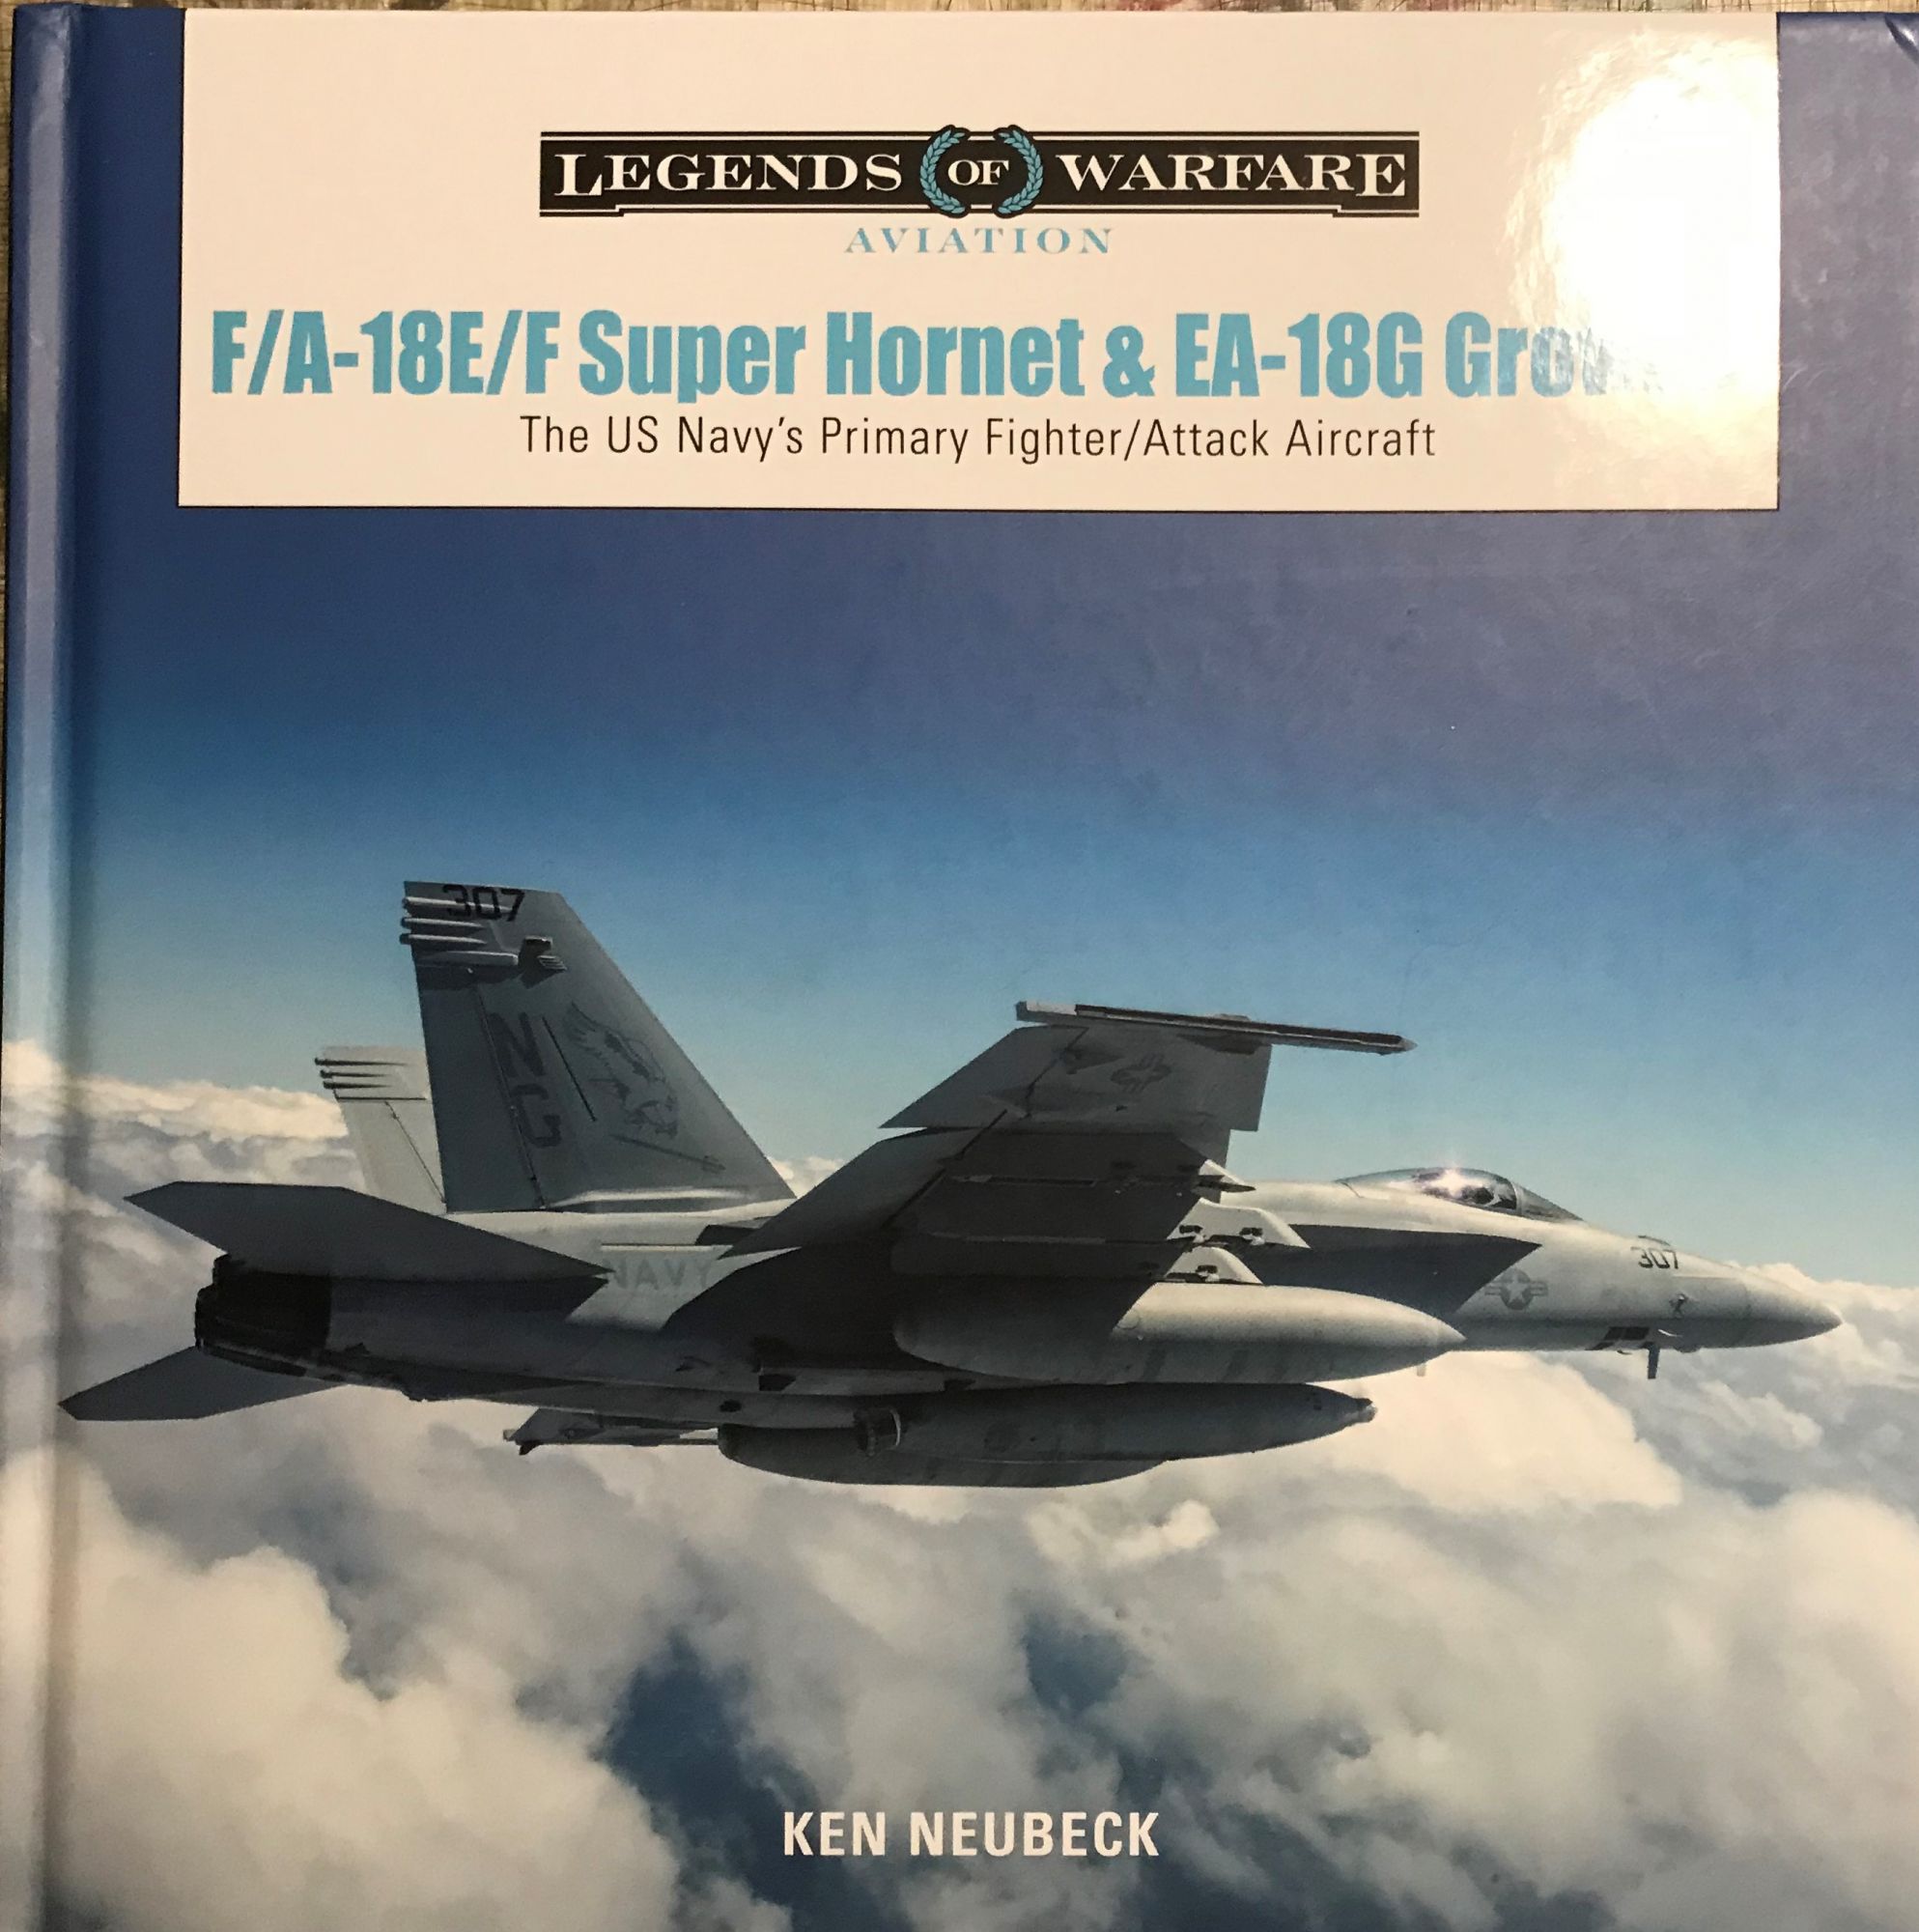 LEGENDS OF WARFARE
AVIATION
F/A-18E/F Super Hornet & EA-18G
The US Navy's Primary Fighter/Attack Aircraft
307
NG
NAVY
307
KEN NEUBECK